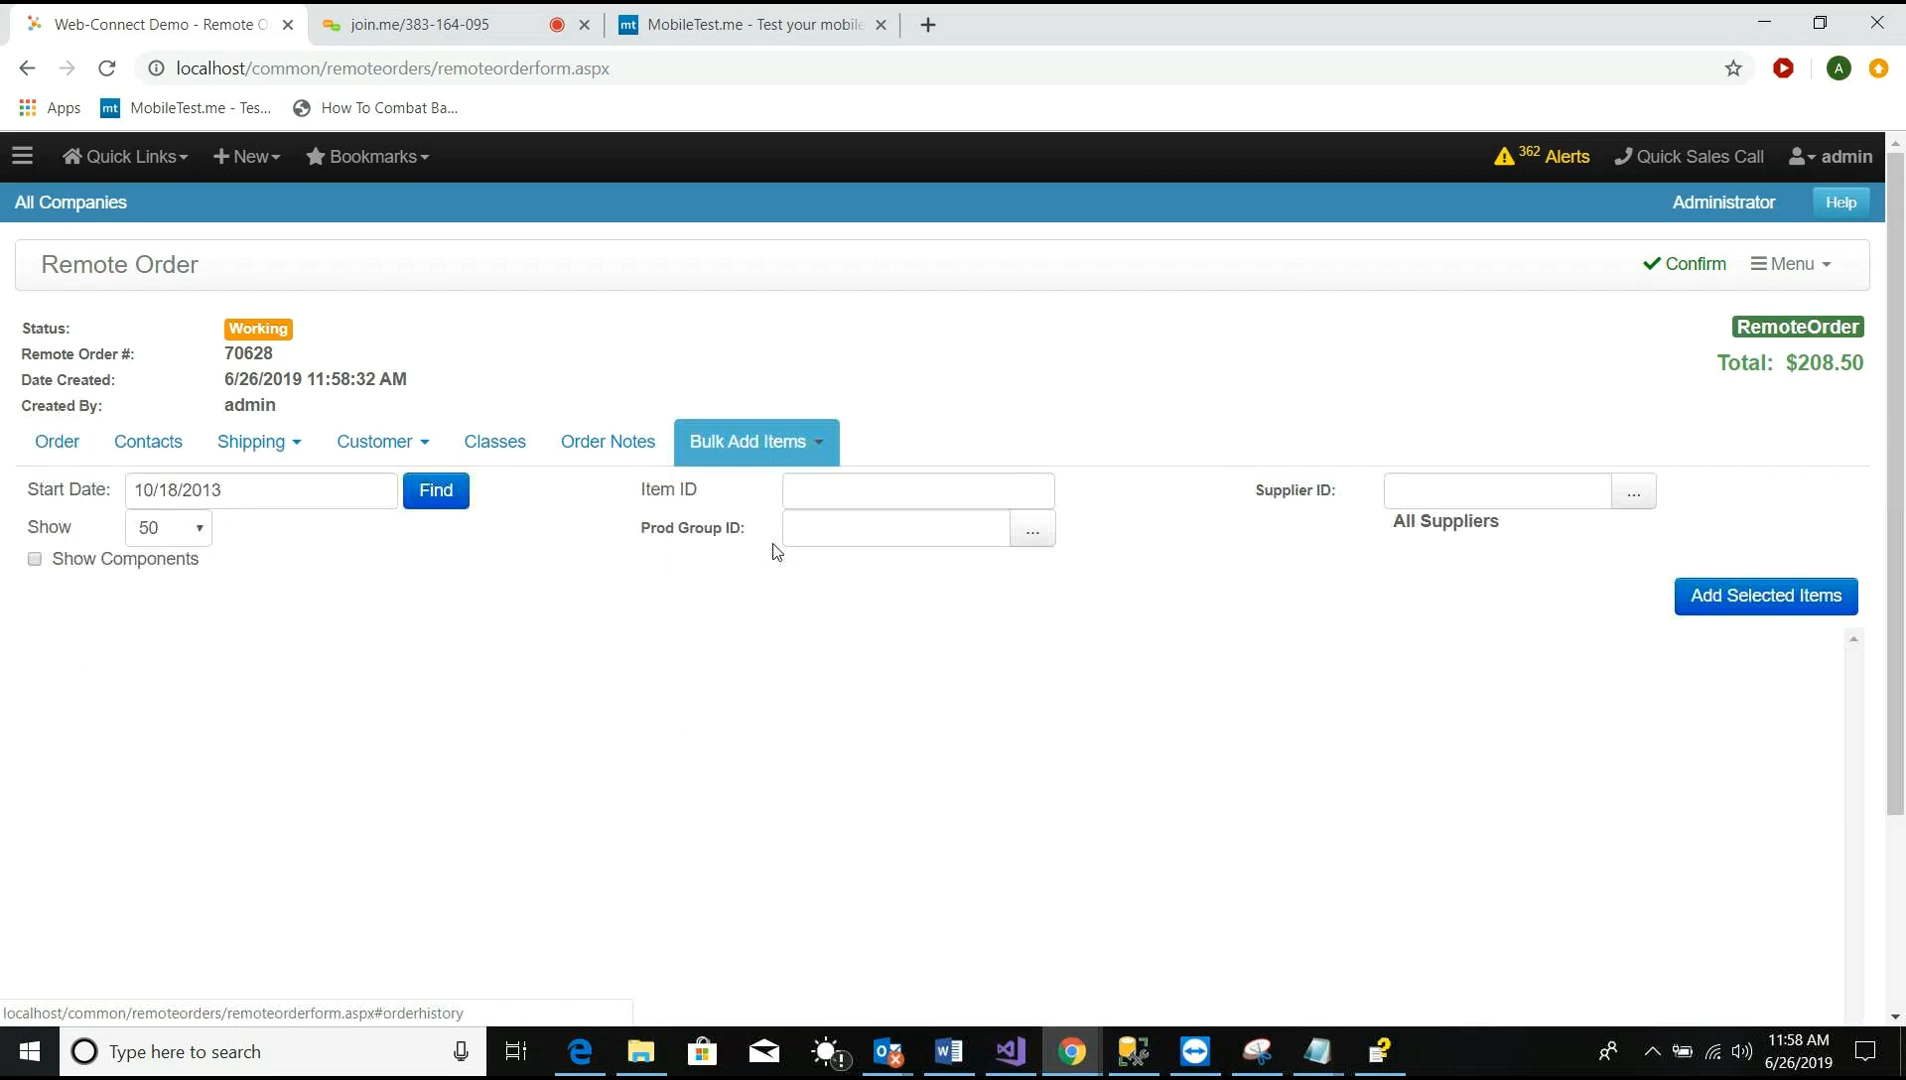 Web-Connect Demo - Remote O
join.me/383-164-095
mt MobileTest.me - Test your mobile
localhost/common/remoteorders/remoteorderform.aspx
A
Apps
mt MobileTest.me - Tes...
How To Combat Ba...
Quick Links
New
Bookmarks
362 Alerts
Quick Sales Call
admin
All Companies
Administrator
Help
Remote Order
Confirm
Menu
Status: Working
RemoteOrder
Remote Order #: 70628
Total: $208.50
Date Created: 6/26/2019 11:58:32 AM
Created By: admin
Order
Contacts
Shipping
Customer
Classes
Order Notes
Bulk Add Items
Start Date: 10/18/2013 Find
Item ID
Supplier ID: ...
Show 50
Prod Group ID: ...
All Suppliers
Show Components
Add Selected Items
localhost/common/remoteorders/remoteorderform.aspx#orderhistory
Type here to search
11:58 AM
6/26/2019